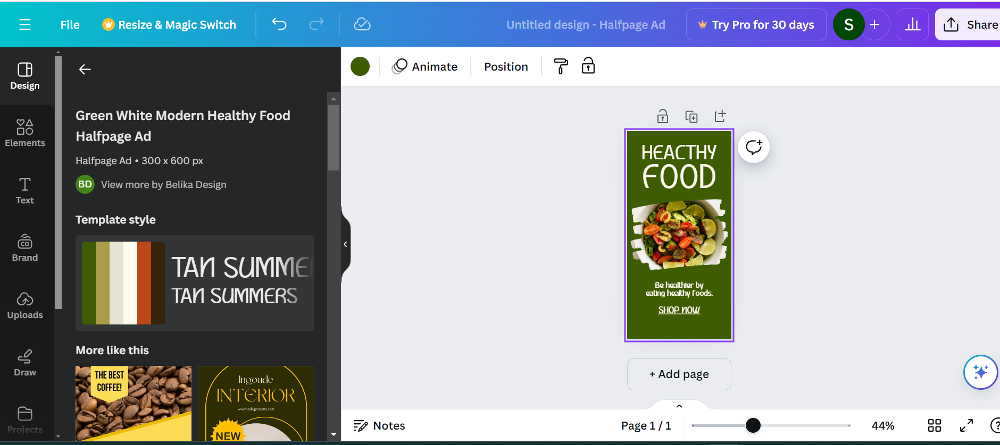 File
Resize & Magic Switch
Untitled design - Halfpage Ad
Try Pro for 30 days
S
Share
Design
Elements
Text
CO
Brand
Uploads
Draw
Projects
Green White Modern Healthy Food
Halfpage Ad
Halfpage Ad • 300 x 600 px
BD
View more by Belika Design
Template style
TAN SUMME
TAN SUMMERS
More like this
THE BEST
COFFEE!
Ingoude
INTERIOR
www.reallygreatsite.com
NEW
Animate
Position
HEACTHY
FOOD
Be healthier by
eating healthy foods.
SHOP NOW
+ Add page
Notes
Page 1 / 1
44%